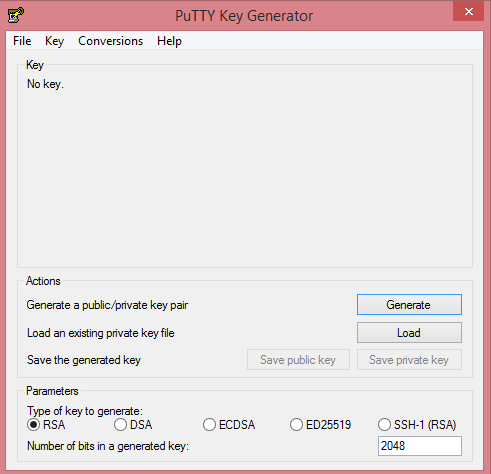 PuTTY Key Generator
File Key Conversions Help
Key
No key.
Actions
Generate a public/private key pair Generate
Load an existing private key file Load
Save the generated key Save public key Save private key
Parameters
Type of key to generate:
RSA DSA ECDSA ED25519 SSH-1 (RSA)
Number of bits in a generated key: 2048